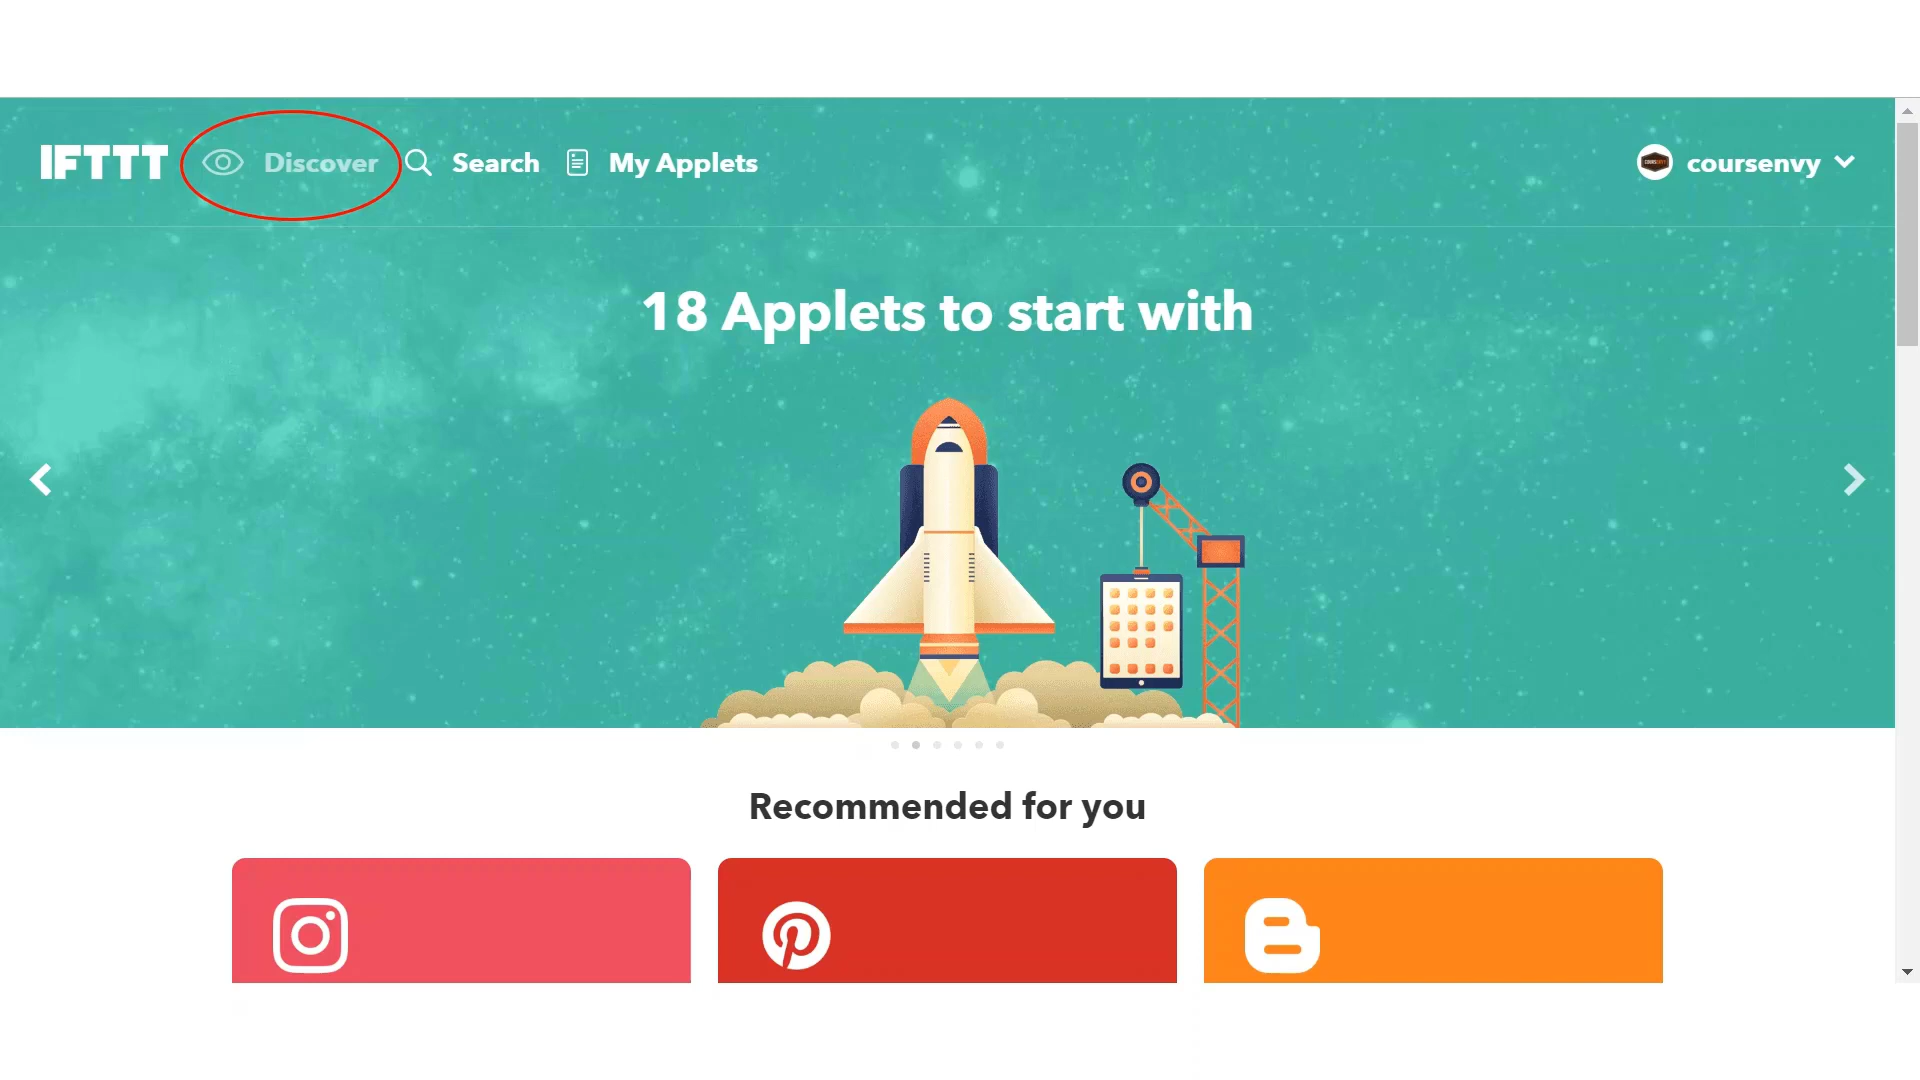 IFTTT Discover Search My Applets coursenvy
18 Applets to start with
Recommended for you